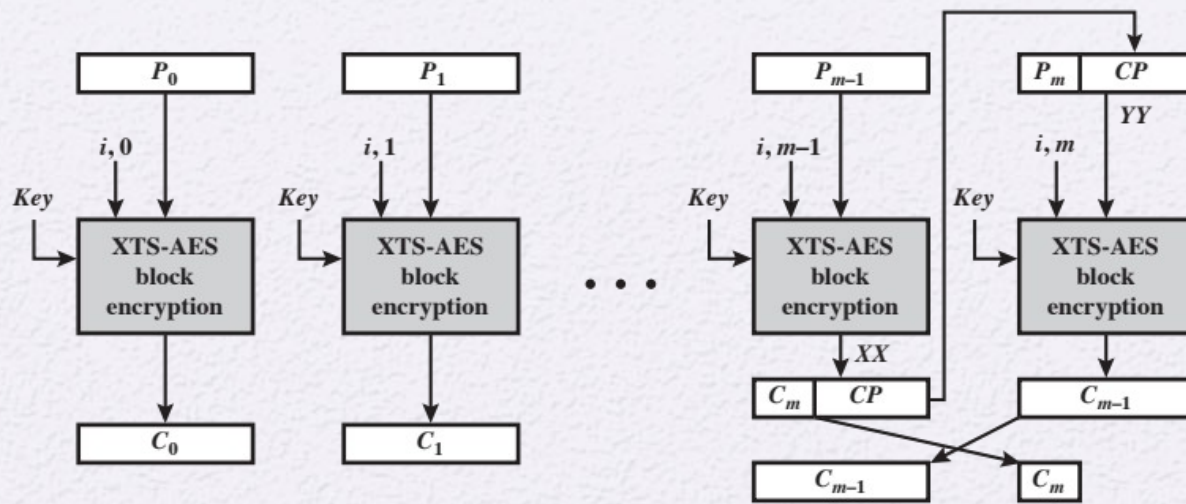 P₀ P₁ Pₘ₋₁ Pₘ CP
YY
i, 0 i, 1 i, m–1 i, m
Key Key Key Key
XTS-AES XTS-AES XTS-AES XTS-AES
block block block block
encryption encryption • • • encryption encryption
XX
Cₘ CP Cₘ₋₁
C₀ C₁
Cₘ₋₁ Cₘ